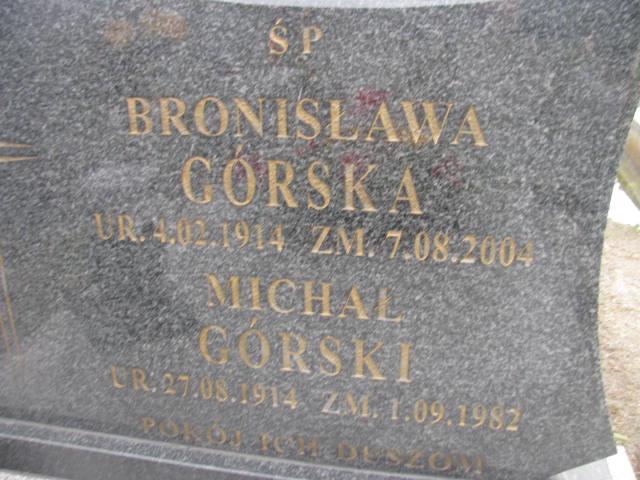 ŚP
BRONISŁAWA
GÓRSKA
UR. 4.02.1914 ZM. 7.08.2004
MICHAŁ
GÓRSKI
UR. 27.08.1914 ZM. 1.09.1982
POKÓJ ICH DUSZOM